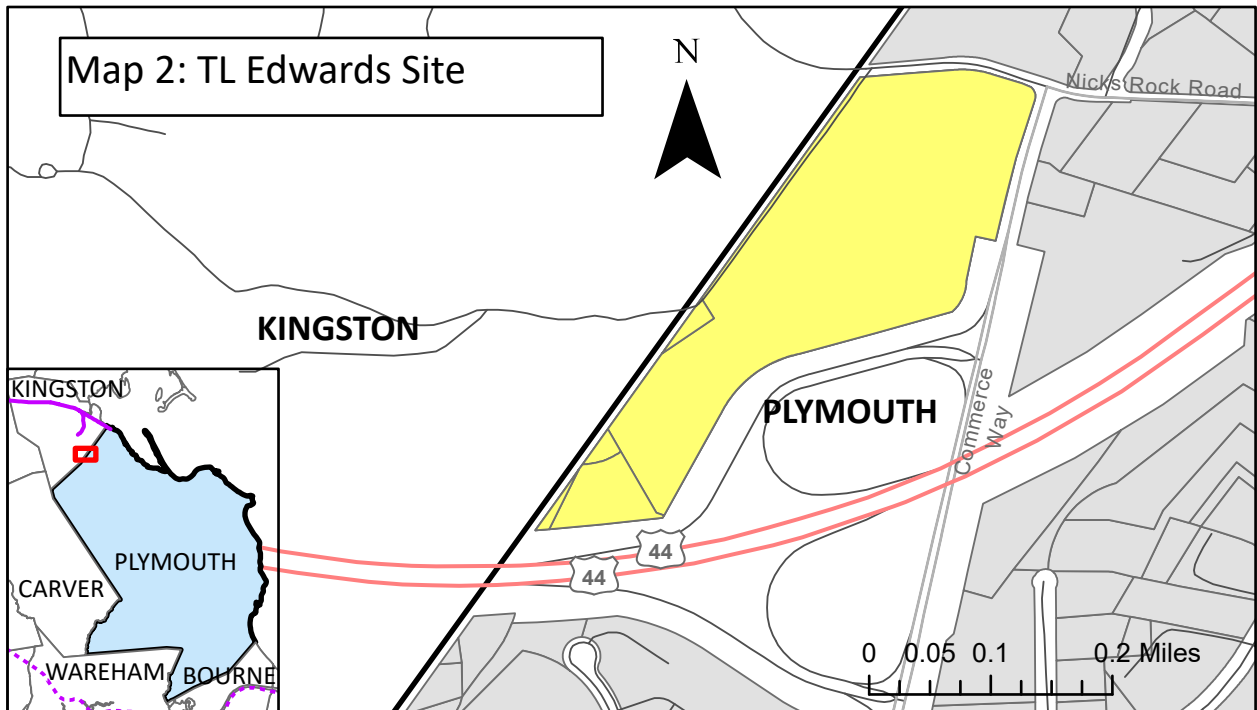 Map 2: TL Edwards Site
N
Nicks Rock Road
KINGSTON
PLYMOUTH
Commerce
Way
44
44
0 0.05 0.1 0.2 Miles
KINGSTON
PLYMOUTH
CARVER
WAREHAM
BOURNE